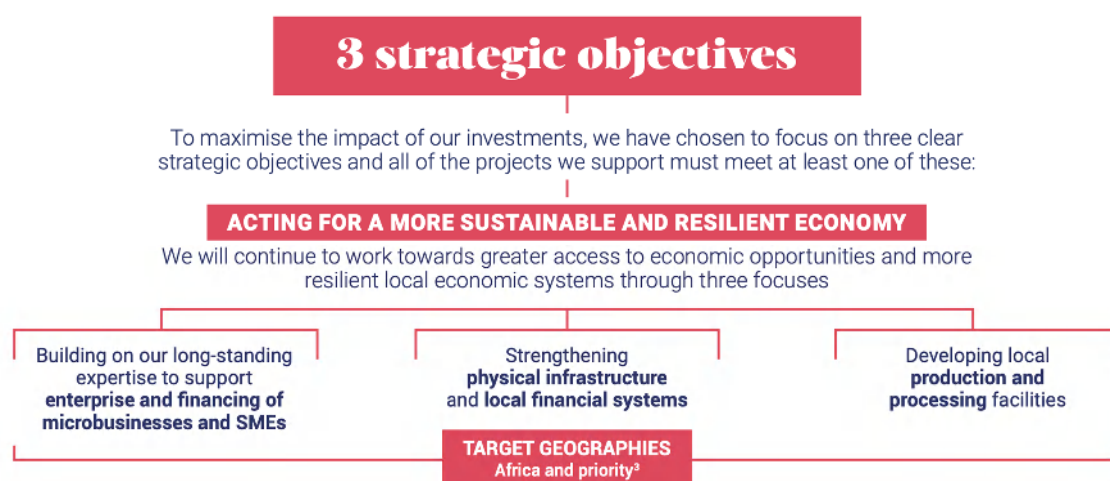 3 strategic objectives
To maximise the impact of our investments, we have chosen to focus on three clear
strategic objectives and all of the projects we support must meet at least one of these:
ACTING FOR A MORE SUSTAINABLE AND RESILIENT ECONOMY
We will continue to work towards greater access to economic opportunities and more
resilient local economic systems through three focuses
Building on our long-standing
expertise to support
enterprise and financing of
microbusinesses and SMEs
Strengthening
physical infrastructure
and local financial systems
Developing local
production and
processing facilities
TARGET GEOGRAPHIES
Africa and priority³